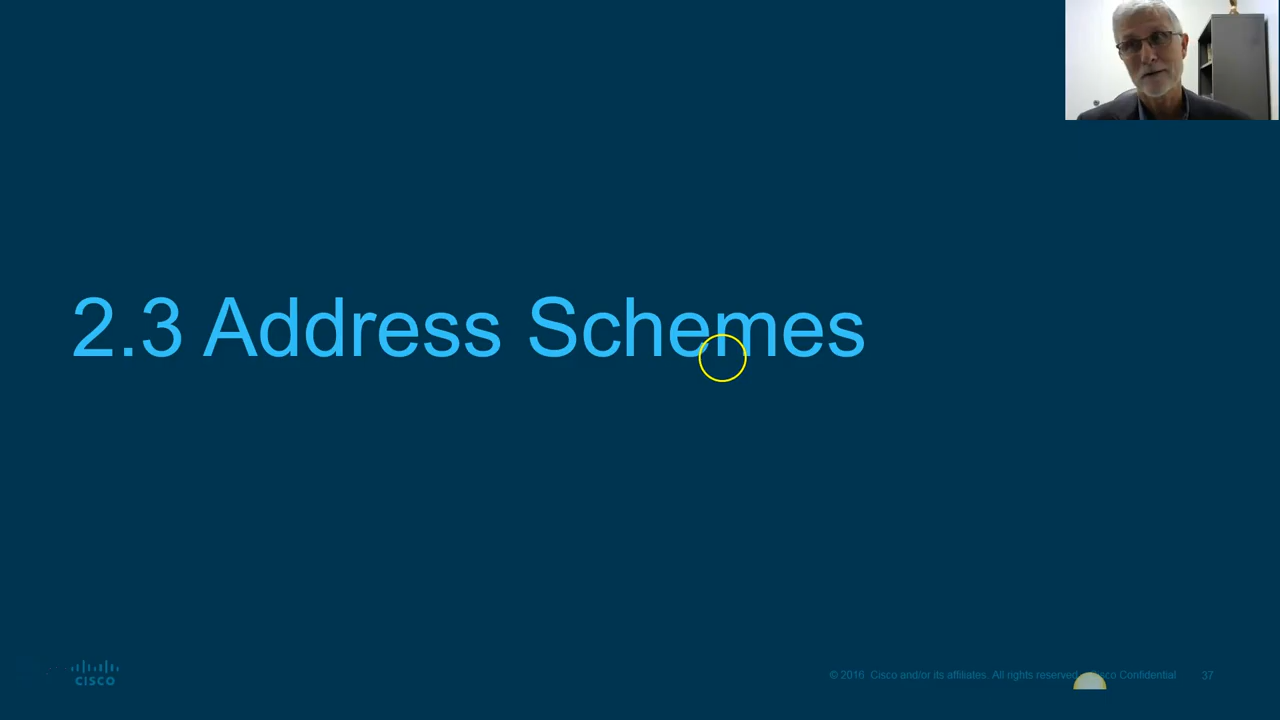 2.3 Address Schemes
CISCO
© 2016 Cisco and/or its affiliates. All rights reserved. Cisco Confidential 37